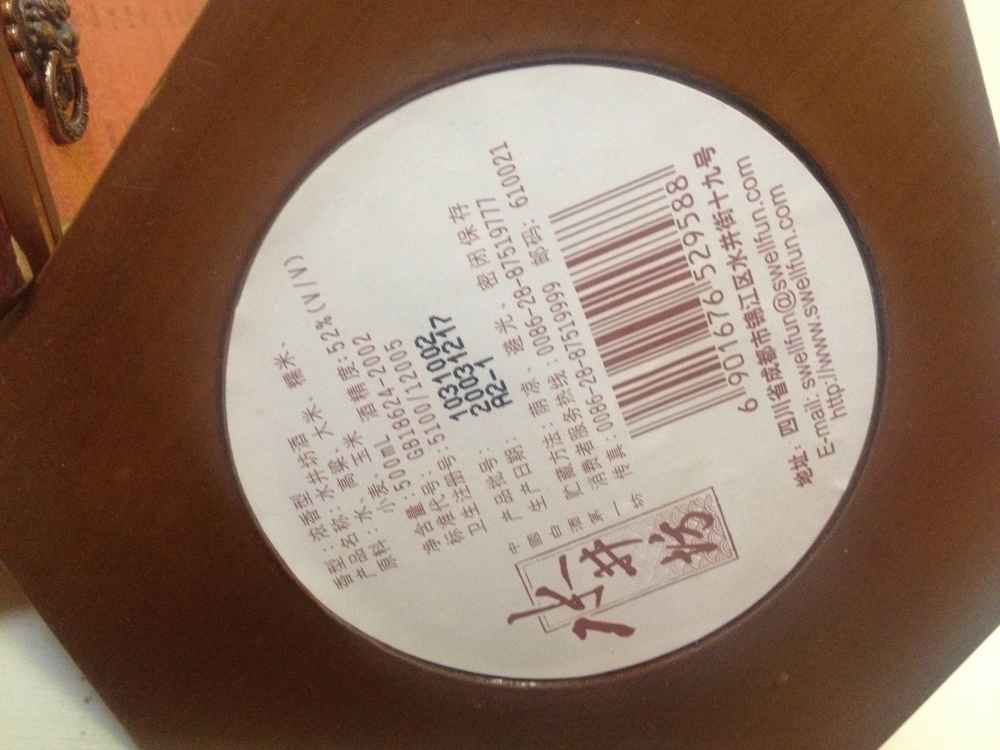 香型：浓香型
产品名称：水井坊酒
原料：水、高粱、大米、糯米、
小麦、玉米 酒精度：52%(V/V)
净含量：500mL
标准代号：GB18624-2002
卫生注册号：5100/12005
产品批号：1031002
生产日期：20031217
R2-1
贮藏方法：荫凉、避光、密闭保存
消费者服务热线：0086-28-87519777
传真：0086-28-87519999 邮码：610021
中国白酒第一坊
水井坊
6 901676 529588
地址：四川省成都市锦江区水井街十九号
E-mail: swellfun@swellfun.com
http://www.swellfun.com